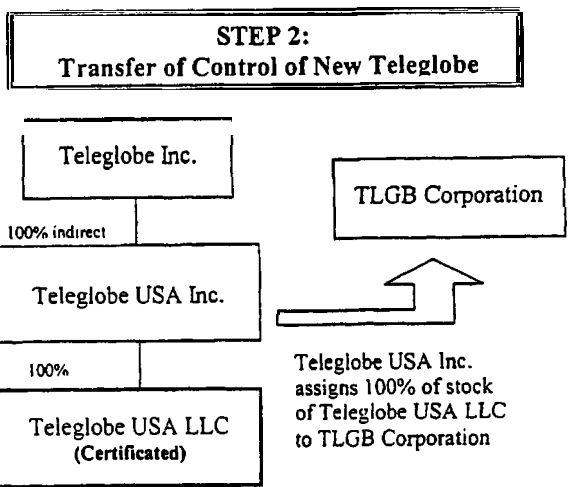 STEP 2:
Transfer of Control of New Teleglobe
Teleglobe Inc.
TLGB Corporation
100% indirect
Teleglobe USA Inc.
100%
Teleglobe USA Inc.
assigns 100% of stock
of Teleglobe USA LLC
to TLGB Corporation
Teleglobe USA LLC
(Certificated)